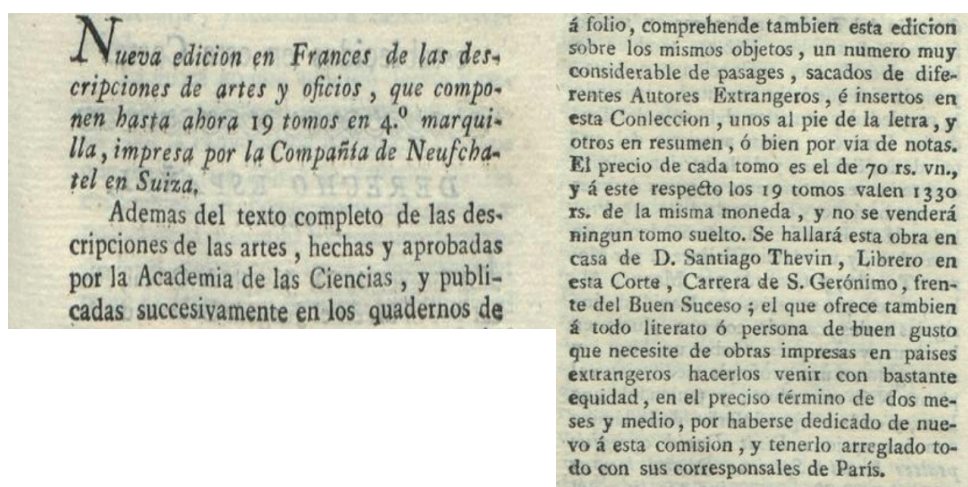 Nueva edicion en Frances de las des-
cripciones de artes y oficios, que compo-
nen hasta ahora 19 tomos en 4.º marqui-
lla, impresa por la Compañía de Neufcha-
tel en Suiza.
Ademas del texto completo de las des-
cripciones de las artes, hechas y aprobadas
por la Academia de las Ciencias, y publi-
cadas succesivamente en los quadernos de
á folio, comprehende tambien esta edicion
sobre los mismos objetos, un numero muy
considerable de pasages, sacados de dife-
rentes Autores Extrangeros, é insertos en
esta Conleccion, unos al pie de la letra, y
otros en resumen, ó bien por via de notas.
El precio de cada tomo es el de 70 rs. vn.,
y á este respecto los 19 tomos valen 1330
rs. de la misma moneda, y no se venderá
ningun tomo suelto. Se hallará esta obra en
casa de D. Santiago Thevin, Librero en
esta Corte, Carrera de S. Gerónimo, fren-
te del Buen Suceso; el que ofrece tambien
á todo literato ó persona de buen gusto
que necesite de obras impresas en paises
extrangeros hacerlos venir con bastante
equidad, en el preciso término de dos me-
ses y medio, por haberse dedicado de nue-
vo á esta comision, y tenerlo arreglado to-
do con sus corresponsales de París.